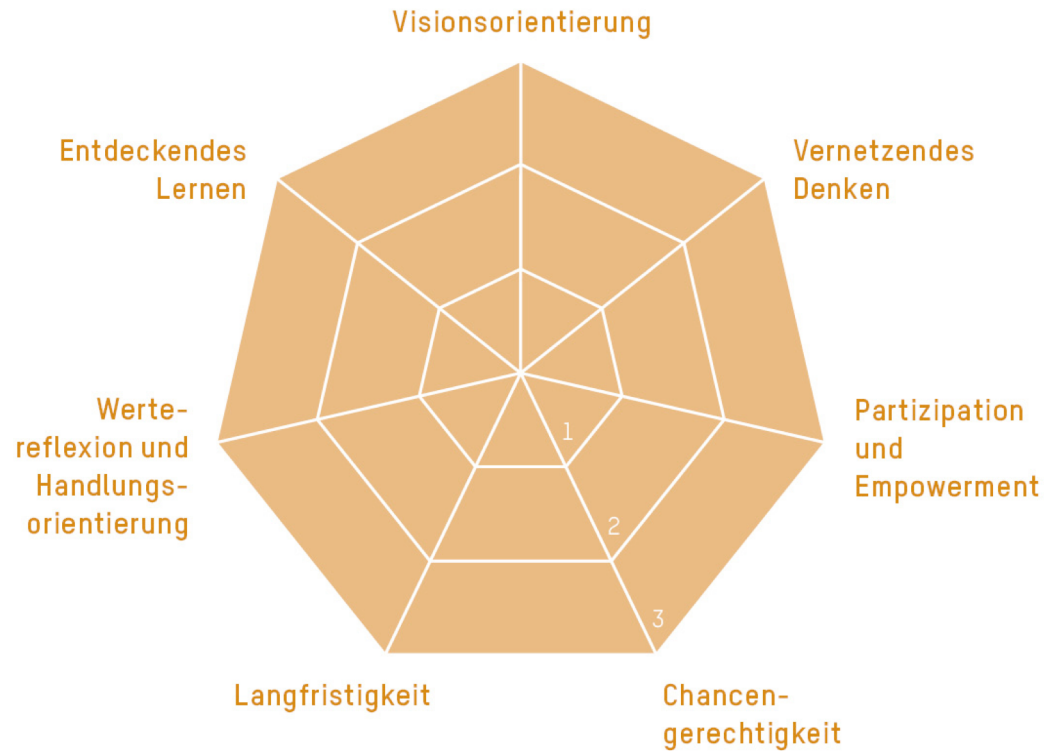 Visionsorientierung
Entdeckendes
Lernen
Vernetzendes
Denken
Werte-
reflexion und
Handlungs-
orientierung
Partizipation
und
Empowerment
1
2
3
Langfristigkeit
Chancen-
gerechtigkeit